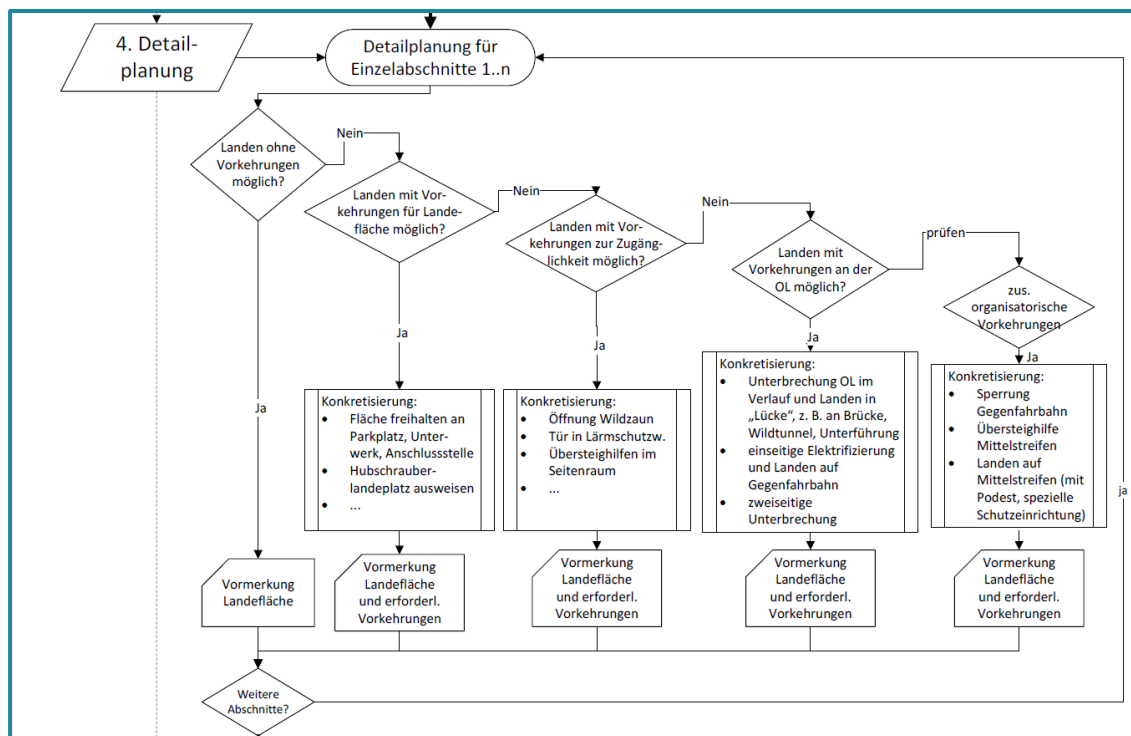 4. Detail-
planung
Detailplanung für
Einzelabschnitte 1..n
Landen ohne
Vorkehrungen
möglich?
Nein
Landen mit Vor-
kehrungen für Lande-
fläche möglich?
Nein
Landen mit Vor-
kehrungen zur Zugäng-
lichkeit möglich?
Nein
Landen mit
Vorkehrungen an der
OL möglich?
prüfen
zus.
organisatorische
Vorkehrungen
Ja
Ja
Ja
Ja
Ja
Konkretisierung:
• Fläche freihalten an
Parkplatz, Unter-
werk, Anschlussstelle
• Hubschrauber-
landeplatz ausweisen
• ...
Konkretisierung:
• Öffnung Wildzaun
• Tür in Lärmschutzw.
• Übersteighilfen im
Seitenraum
• ...
Konkretisierung:
• Unterbrechung OL im
Verlauf und Landen in
„Lücke“, z. B. an Brücke,
Wildtunnel, Unterführung
• einseitige Elektrifizierung
und Landen auf
Gegenfahrbahn
• zweiseitige
Unterbrechung
Konkretisierung:
• Sperrung
Gegenfahrbahn
• Übersteighilfe
Mittelstreifen
• Landen auf
Mittelstreifen (mit
Podest, spezielle
Schutzeinrichtung)
ja
Vormerkung
Landefläche
Vormerkung
Landefläche
und erforderl.
Vorkehrungen
Vormerkung
Landefläche
und erforderl.
Vorkehrungen
Vormerkung
Landefläche
und erforderl.
Vorkehrungen
Vormerkung
Landefläche
und erforderl.
Vorkehrungen
Weitere
Abschnitte?